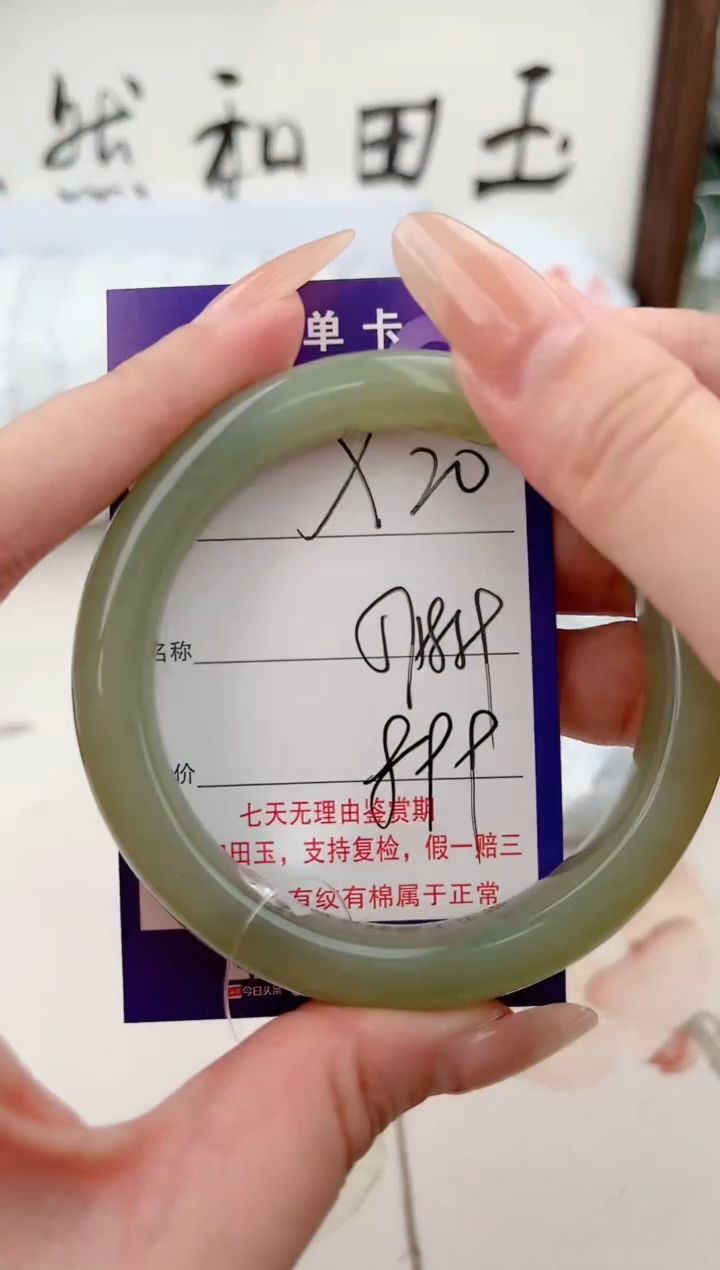 然和田玉
单卡
X20
名称
价 899
七天无理由鉴赏期
田玉，支持复检，假一赔三
有纹有棉属于正常
今日头条